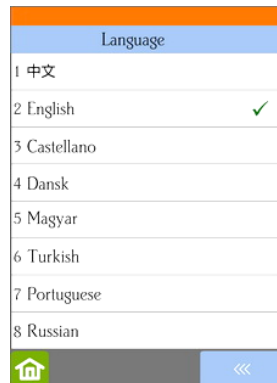 Language
1 中文
2 English
3 Castellano
4 Dansk
5 Magyar
6 Turkish
7 Portuguese
8 Russian